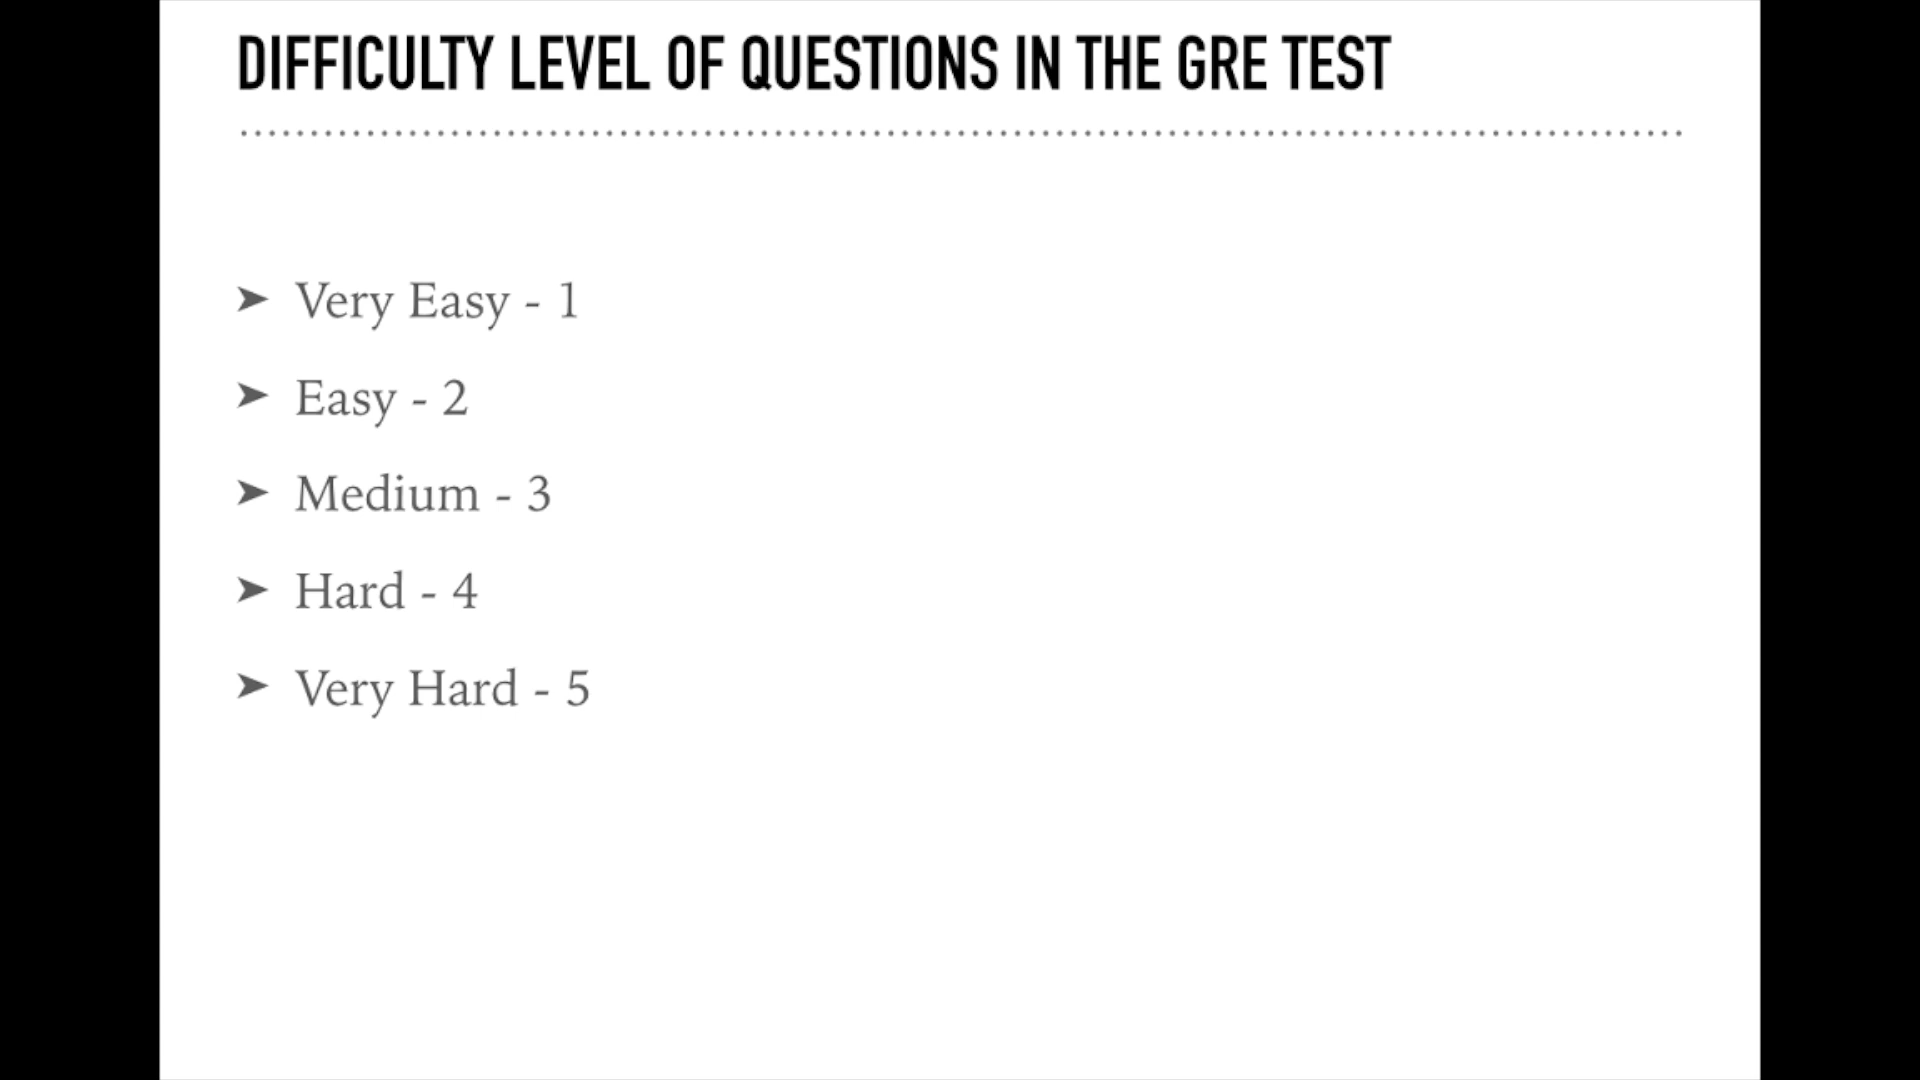 DIFFICULTY LEVEL OF QUESTIONS IN THE GRE TEST
➤ Very Easy - 1
➤ Easy - 2
➤ Medium - 3
➤ Hard - 4
➤ Very Hard - 5